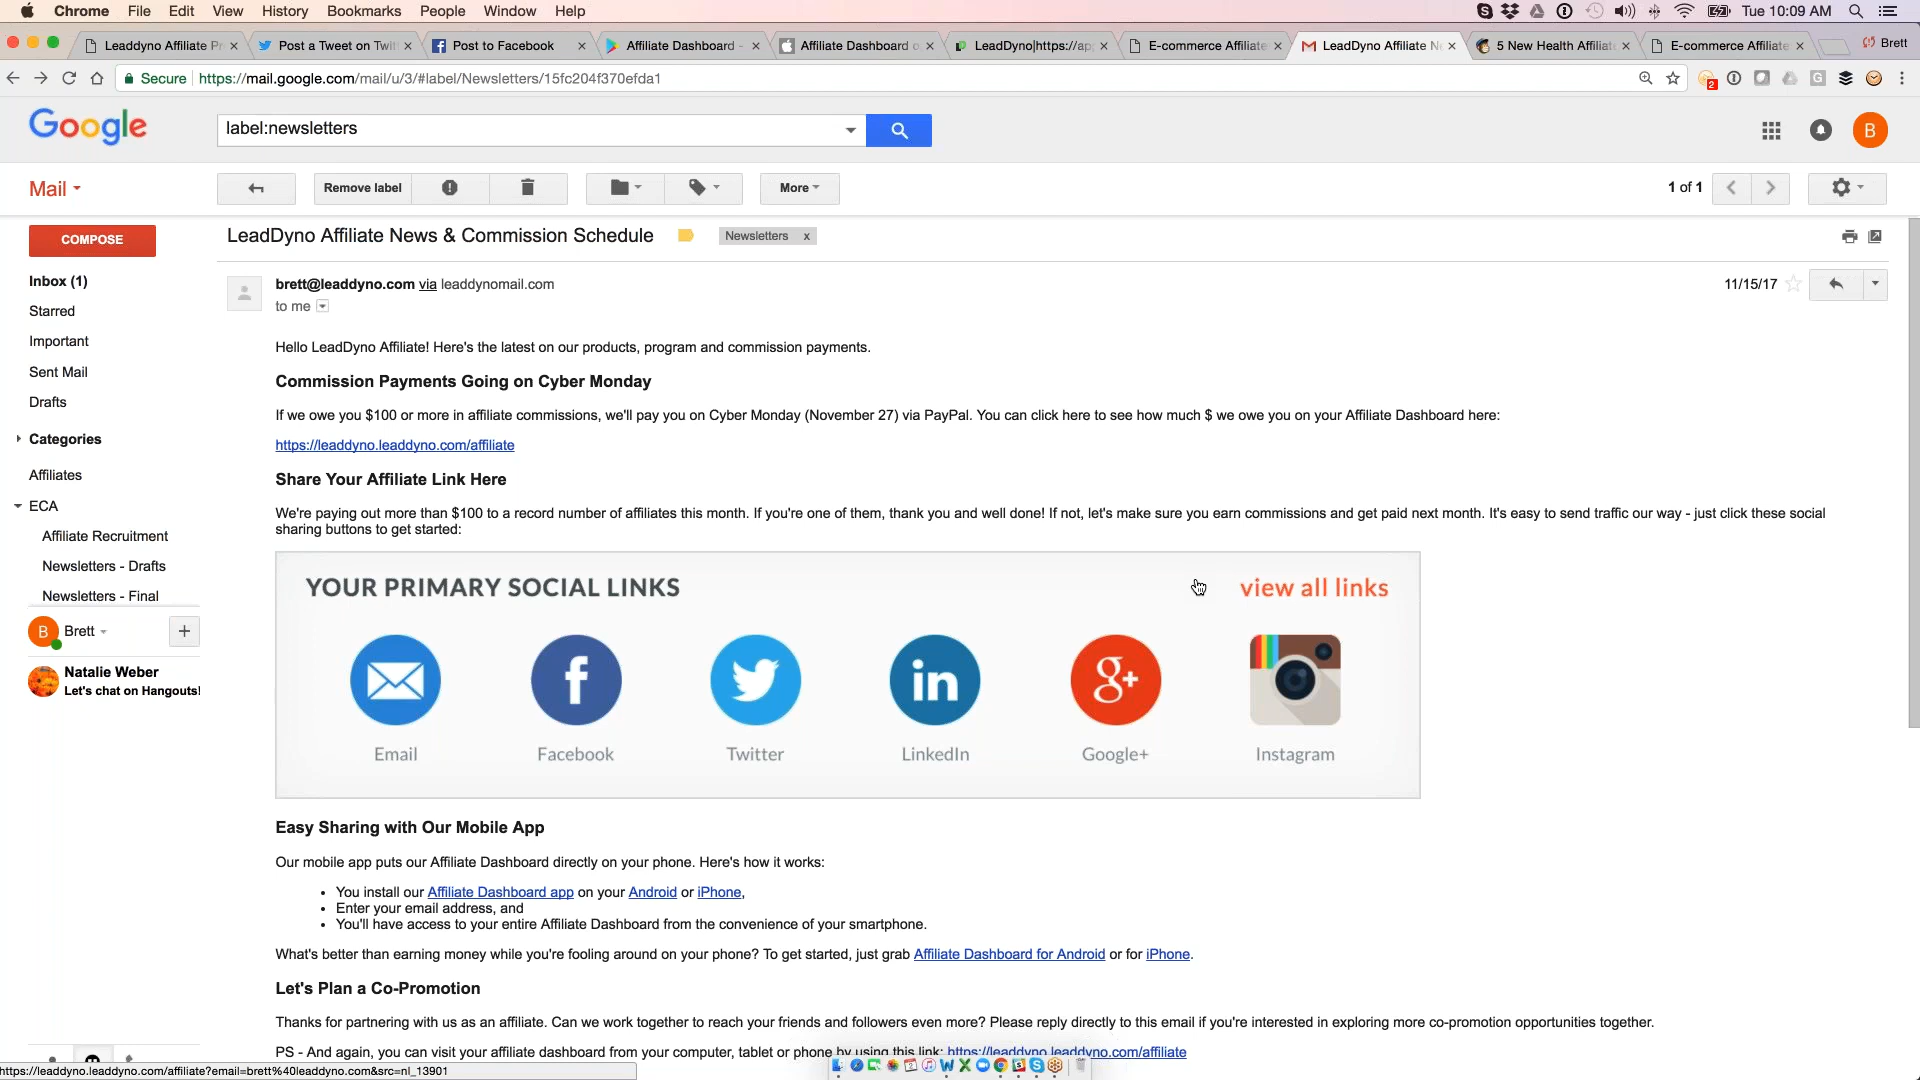 Chrome File Edit View History Bookmarks People Window Help Tue 10:09 AM
Leaddyno Affiliate Pr Post a Tweet on Twit Post to Facebook Affiliate Dashboard - Affiliate Dashboard o LeadDyno|https://ap E-commerce Affiliate LeadDyno Affiliate N 5 New Health Affiliat E-commerce Affiliate Brett
Secure https://mail.google.com/mail/u/3/#label/Newsletters/15fc204f370efda1 2
Google label:newsletters B
Mail Remove label More 1 of 1
COMPOSE
LeadDyno Affiliate News & Commission Schedule Newsletters x
Inbox (1)
Starred
Important
Sent Mail
Drafts
Categories
Affiliates
ECA
Affiliate Recruitment
Newsletters - Drafts
Newsletters - Final
B Brett +
Natalie Weber
Let's chat on Hangouts!
brett@leaddyno.com via leaddynomail.com 11/15/17
to me
Hello LeadDyno Affiliate! Here's the latest on our products, program and commission payments.
Commission Payments Going on Cyber Monday
If we owe you $100 or more in affiliate commissions, we'll pay you on Cyber Monday (November 27) via PayPal. You can click here to see how much $ we owe you on your Affiliate Dashboard here:
https://leaddyno.leaddyno.com/affiliate
Share Your Affiliate Link Here
We're paying out more than $100 to a record number of affiliates this month. If you're one of them, thank you and well done! If not, let's make sure you earn commissions and get paid next month. It's easy to send traffic our way - just click these social
sharing buttons to get started:
YOUR PRIMARY SOCIAL LINKS view all links
f in g+
Email Facebook Twitter LinkedIn Google+ Instagram
Easy Sharing with Our Mobile App
Our mobile app puts our Affiliate Dashboard directly on your phone. Here's how it works:
• You install our Affiliate Dashboard app on your Android or iPhone,
• Enter your email address, and
• You'll have access to your entire Affiliate Dashboard from the convenience of your smartphone.
What's better than earning money while you're fooling around on your phone? To get started, just grab Affiliate Dashboard for Android or for iPhone.
Let's Plan a Co-Promotion
Thanks for partnering with us as an affiliate. Can we work together to reach your friends and followers even more? Please reply directly to this email if you're interested in exploring more co-promotion opportunities together.
PS - And again, you can visit your affiliate dashboard from your computer, tablet or phone by using this link: https://leaddyno.leaddyno.com/affiliate
https://leaddyno.leaddyno.com/affiliate?email=brett%40leaddyno.com&src=nl_13901